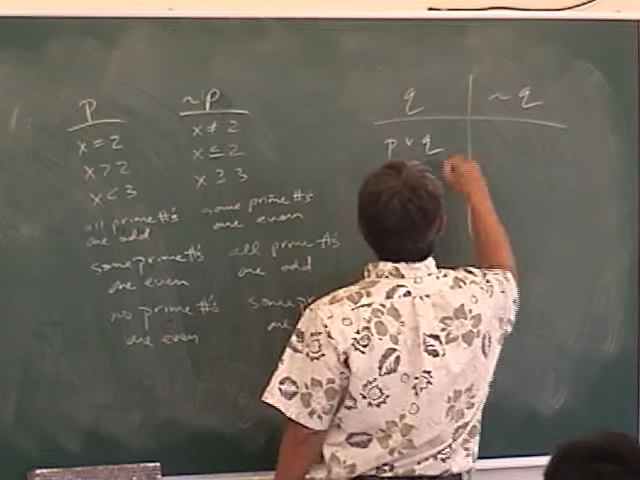 p ~p
x = 2 x ≠ 2
x > 2 x ≤ 2
x < 3 x ≥ 3
all prime #'s are odd some prime #'s are even
some prime #'s are even all prime #'s are odd
no prime #'s are even some
q ~q
p v q